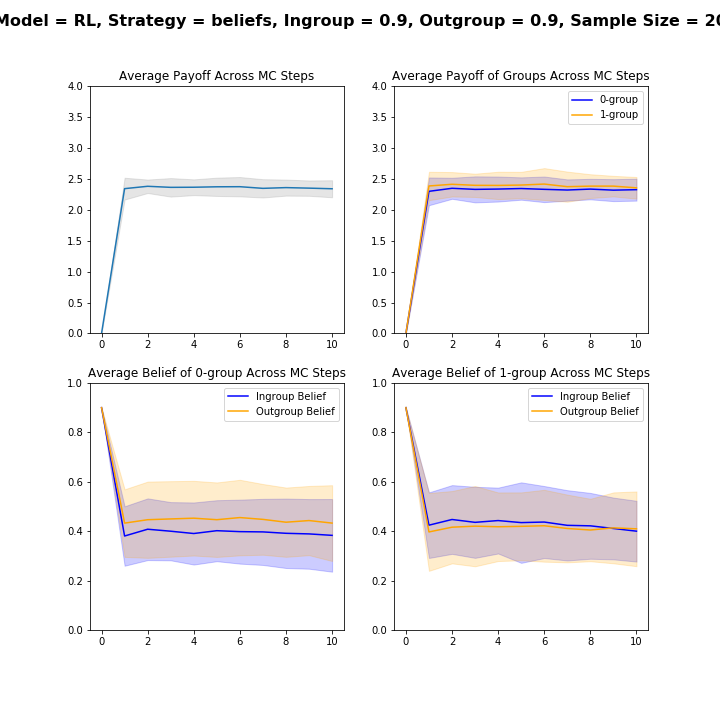 Model = RL, Strategy = beliefs, Ingroup = 0.9, Outgroup = 0.9, Sample Size = 20
Average Payoff Across MC Steps
4.0
3.5
3.0
2.5
2.0
1.5
1.0
0.5
0.0
0 2 4 6 8 10
Average Payoff of Groups Across MC Steps
0-group
1-group
4.0
3.5
3.0
2.5
2.0
1.5
1.0
0.5
0.0
0 2 4 6 8 10
Average Belief of 0-group Across MC Steps
Ingroup Belief
Outgroup Belief
1.0
0.8
0.6
0.4
0.2
0.0
0 2 4 6 8 10
Average Belief of 1-group Across MC Steps
Ingroup Belief
Outgroup Belief
1.0
0.8
0.6
0.4
0.2
0.0
0 2 4 6 8 10